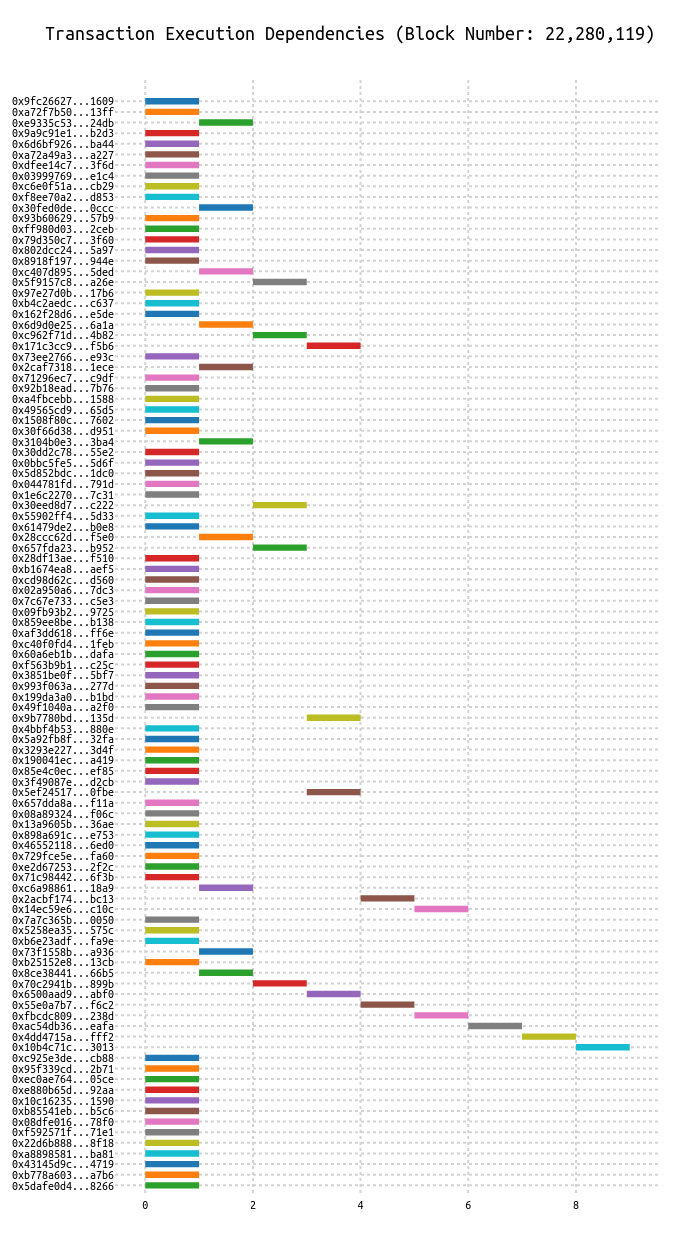 Transaction Execution Dependencies (Block Number: 22,280,119)
0x9fc26627...1609
0xa72f7b50...13ff
0xe9335c53...24db
0x9a9c91e1...b2d3
0x6d6bf926...ba44
0xa72a49a3...a227
0xdfee14c7...3f6d
0x03999769...e1c4
0xc6e0f51a...cb29
0xf8ee70a2...d853
0x30fed0de...0ccc
0x93b60629...57b9
0xff980d03...2ceb
0x79d350c7...3f60
0x802dcc24...5a97
0x8918f197...944e
0xc407d895...5ded
0x5f9157c8...a26e
0x97e27d0b...17b6
0xb4c2aedc...c637
0x162f28d6...e5de
0x6d9d0e25...6a1a
0xc962f71d...4b82
0x171c3cc9...f5b6
0x73ee2766...e93c
0x2caf7318...1ece
0x71296ec7...c9df
0x92b18ead...7b76
0xa4fbcebb...1588
0x49565cd9...65d5
0x1508f80c...7602
0x30f66d38...d951
0x3104b0e3...3ba4
0x30dd2c78...55e2
0x0bbc5fe5...5d6f
0x5d852bdc...1dc0
0x044781fd...791d
0x1e6c2270...7c31
0x30eed8d7...c222
0x55902ff4...5d33
0x61479de2...b0e8
0x28ccc62d...f5e0
0x657fda23...b952
0x28df13ae...f510
0xb1674ea8...aef5
0xcd98d62c...d560
0x02a950a6...7dc3
0x7c67e733...c5e3
0x09fb93b2...9725
0x859ee8be...b138
0xaf3dd618...ff6e
0xc40f0fd4...1feb
0x60a6eb1b...dafa
0xf563b9b1...c25c
0x3851be0f...5bf7
0x993f063a...277d
0x199da3a0...b1bd
0x49f1040a...a2f0
0x9b7780bd...135d
0x4bbf4b53...880e
0x5a92fb8f...32fa
0x3293e227...3d4f
0x190041ec...a419
0x85e4c0ec...ef85
0x3f49087e...d2cb
0x5ef24517...0fbe
0x657dda8a...f11a
0x08a89324...f06c
0x13a9605b...36ae
0x898a691c...e753
0x46552118...6ed0
0x729fce5e...fa60
0xe2d67253...2f2c
0x71c98442...6f3b
0xc6a98861...18a9
0x2acbf174...bc13
0x14ec59e6...c10c
0x7a7c365b...0050
0x5258ea35...575c
0xb6e23adf...fa9e
0x73f1558b...a936
0xb25152e8...13cb
0x8ce38441...66b5
0x70c2941b...899b
0x6500aad9...abf0
0x55e0a7b7...f6c2
0xfbcdc809...238d
0xac54db36...eafa
0x4dd4715a...fff2
0x10b4c71c...3013
0xc925e3de...cb88
0x95f339cd...2b71
0xec0ae764...05ce
0xe880b65d...92aa
0x10c16235...1590
0xb85541eb...b5c6
0x08dfe016...78f0
0xf592571f...71e1
0x22d6b888...8f18
0xa8898581...ba81
0x43145d9c...4719
0xb778a603...a7b6
0x5dafe0d4...8266
0 2 4 6 8